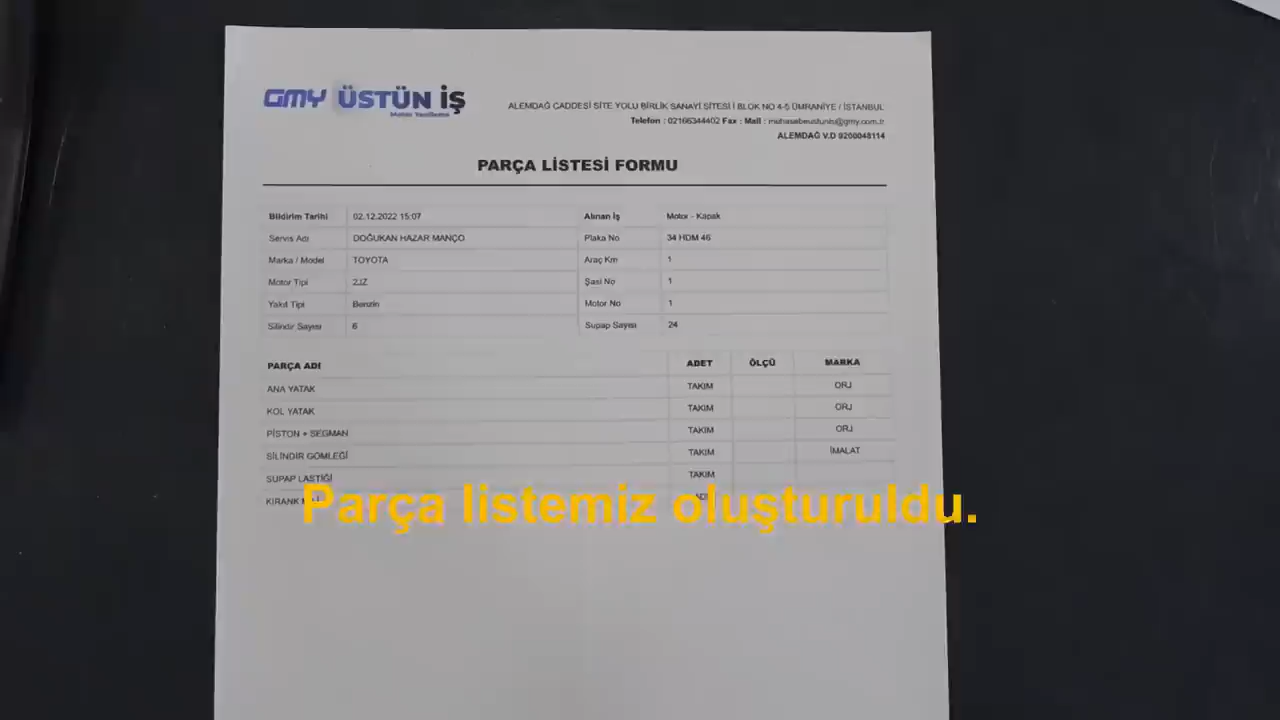 GMY ÜSTÜN İŞ
Motor Yenileme
ALEMDAĞ CADDESİ SİTE YOLU BİRLİK SANAYİ SİTESİ İ BLOK NO 4-5 ÜMRANİYE / İSTANBUL
Telefon : 02166344402 Fax : Mail : muhasebeustunis@gmy.com.tr
ALEMDAĞ V.D 9200048114
PARÇA LİSTESİ FORMU
Bildirim Tarihi 02.12.2022 15:07 Alınan İş Motor - Kapak
Servis Adı DOĞUKAN HAZAR MANÇO Plaka No 34 HDM 46
Marka / Model TOYOTA Araç Km 1
Motor Tipi 2JZ Şasi No 1
Yakıt Tipi Benzin Motor No 1
Silindir Sayısı 6 Supap Sayısı 24
PARÇA ADI ADET ÖLÇÜ MARKA
ANA YATAK TAKIM ORJ
KOL YATAK TAKIM ORJ
PİSTON + SEGMAN TAKIM ORJ
SİLİNDİR GÖMLEĞİ TAKIM İMALAT
SUPAP LASTİĞİ TAKIM
KIRANK
Parça listemiz oluşturuldu.